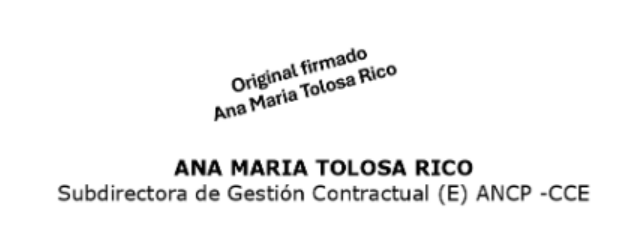 Original firmado
Ana Maria Tolosa Rico
ANA MARIA TOLOSA RICO
Subdirectora de Gestión Contractual (E) ANCP -CCE